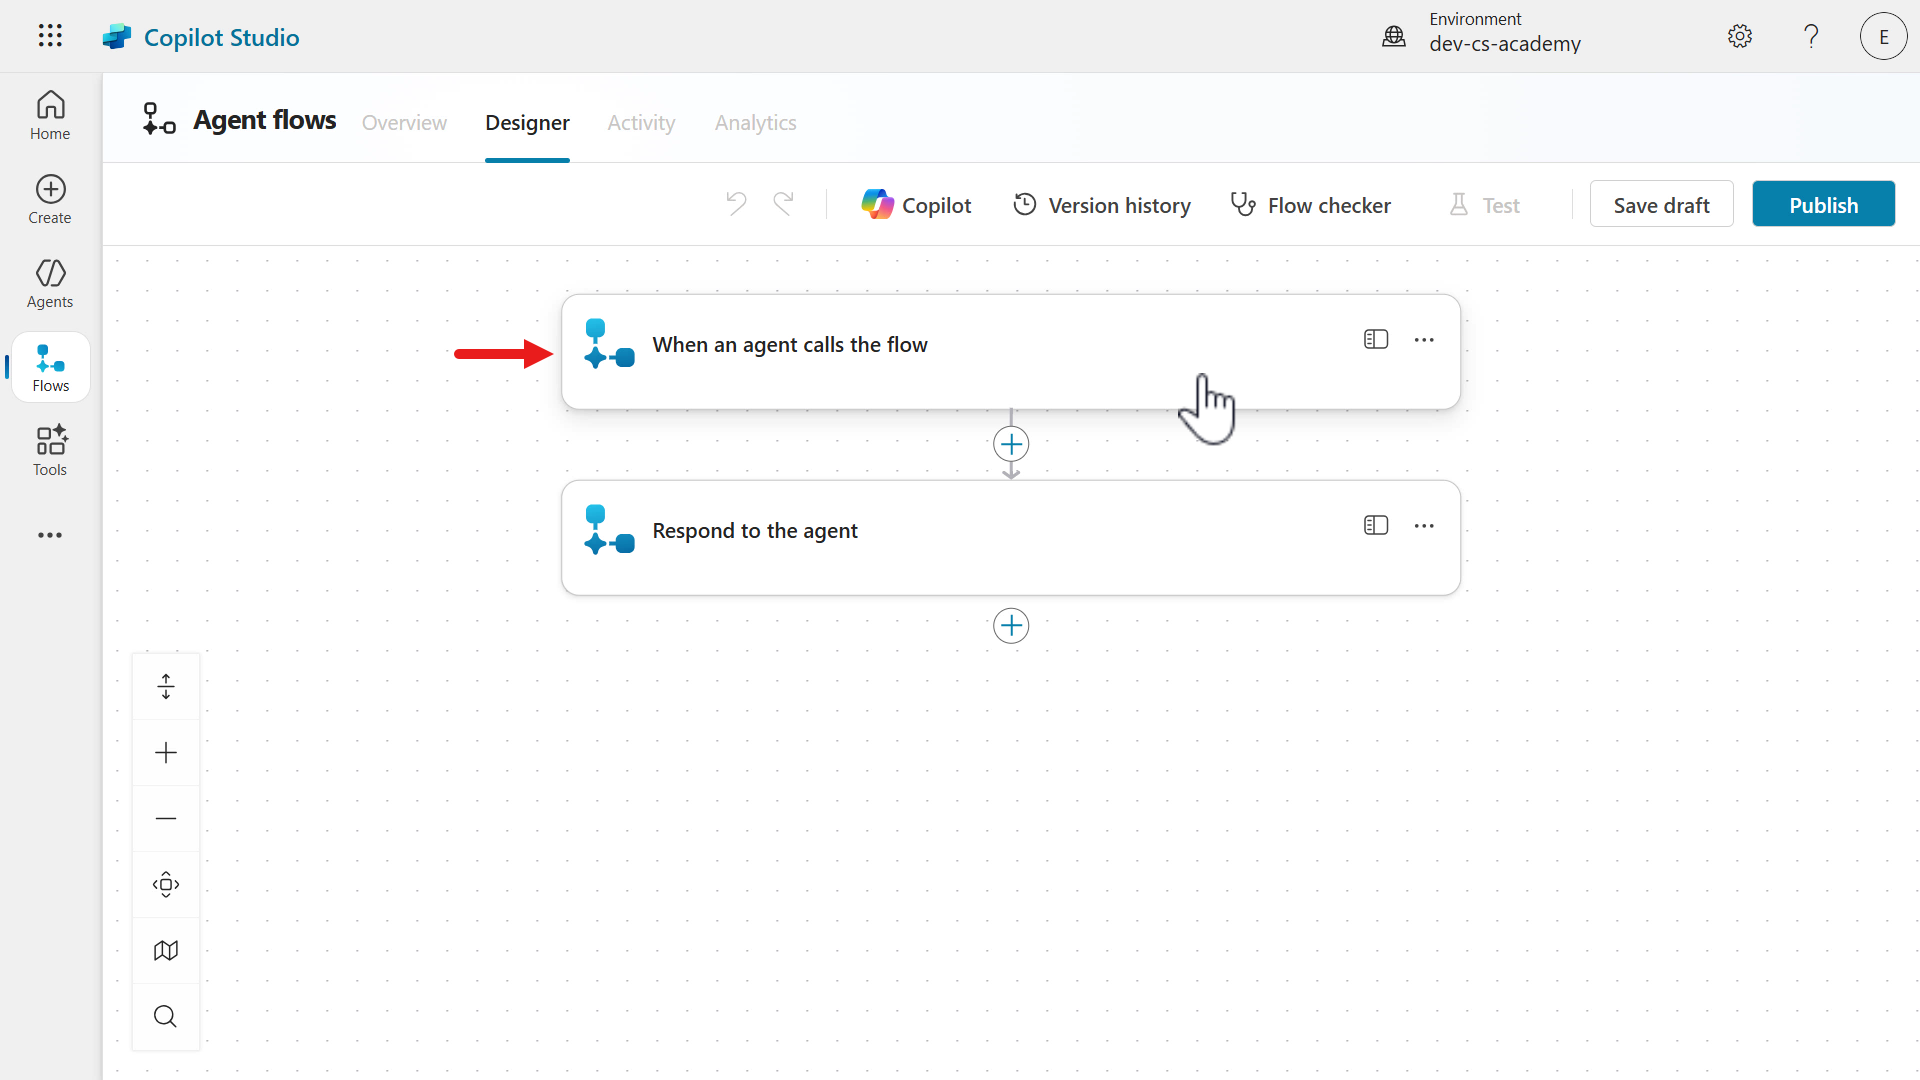 Copilot Studio
Environment
dev-cs-academy
E
Home
Create
Agents
Flows
Tools
Agent flows
Overview
Designer
Activity
Analytics
Copilot
Version history
Flow checker
Test
Save draft
Publish
When an agent calls the flow
Respond to the agent